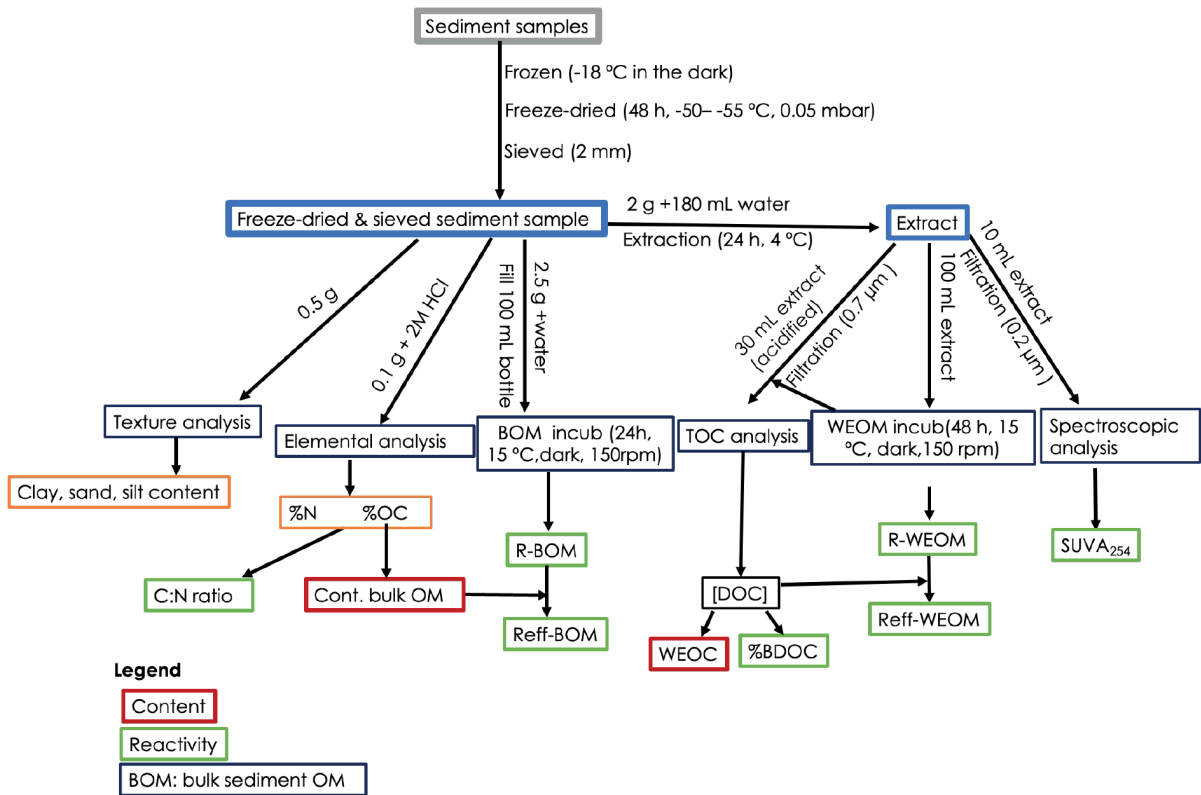 Sediment samples
Frozen (-18 ºC in the dark)
Freeze-dried (48 h, -50– -55 ºC, 0.05 mbar)
Sieved (2 mm)
Freeze-dried & sieved sediment sample
2 g +180 mL water
Extraction (24 h, 4 ºC)
Extract
0.5 g
0.1 g + 2M HCl
2.5 g +water
Fill 100 mL bottle
30 mL extract
(acidified)
Filtration (0.7 µm )
100 mL extract
10 mL extract
Filtration (0.2 µm )
Texture analysis
Elemental analysis
BOM incub (24h,
15 ºC,dark, 150rpm)
TOC analysis
WEOM incub(48 h, 15
ºC, dark,150 rpm)
Spectroscopic
analysis
Clay, sand, silt content
%N %OC
R-BOM
R-WEOM
SUVA₂₅₄
C:N ratio
Cont. bulk OM
[DOC]
Reff-BOM
Reff-WEOM
WEOC
%BDOC
Legend
Content
Reactivity
BOM: bulk sediment OM